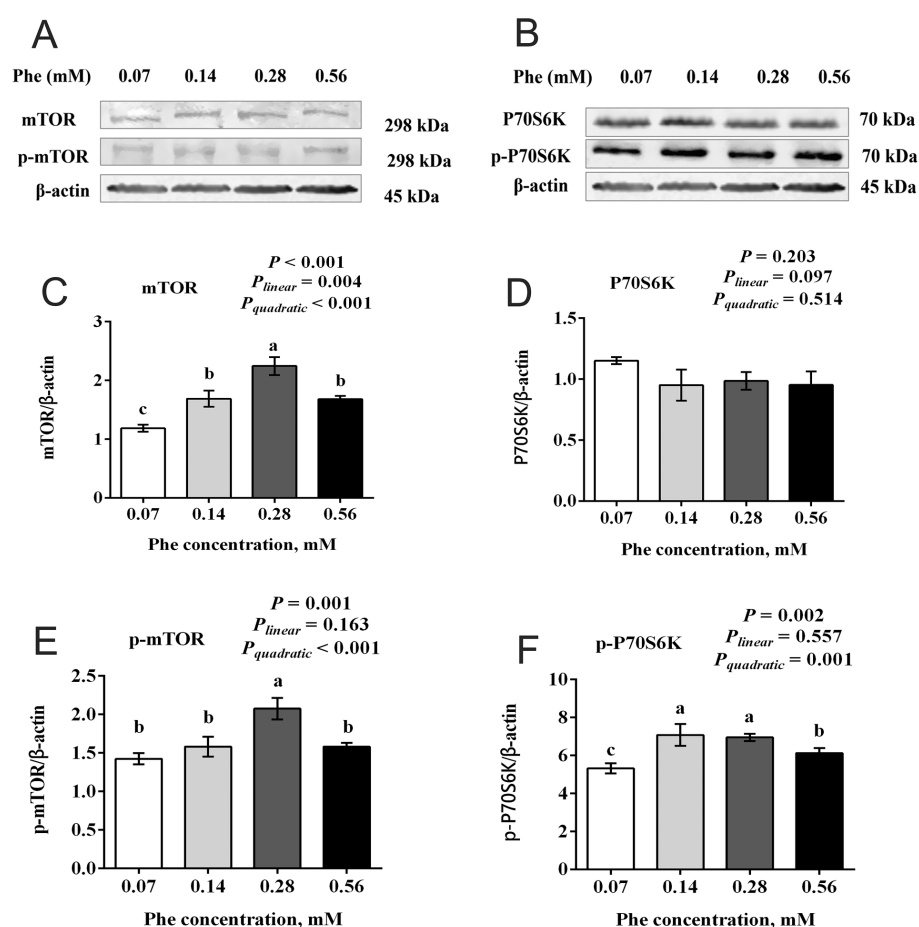 A
Phe (mM) 0.07 0.14 0.28 0.56
mTOR 298 kDa
p-mTOR 298 kDa
β-actin 45 kDa
B
Phe (mM) 0.07 0.14 0.28 0.56
P70S6K 70 kDa
p-P70S6K 70 kDa
β-actin 45 kDa
C
mTOR
P < 0.001
Plinear = 0.004
Pquadratic < 0.001
mTOR/β-actin
3
2
1
0
c b a b
0.07 0.14 0.28 0.56
Phe concentration, mM
D
P70S6K
P = 0.203
Plinear = 0.097
Pquadratic = 0.514
P70S6K/β-actin
1.5
1.0
0.5
0.0
0.07 0.14 0.28 0.56
Phe concentration, mM
E
p-mTOR
P = 0.001
Plinear = 0.163
Pquadratic < 0.001
p-mTOR/β-actin
2.5
2.0
1.5
1.0
0.5
0.0
b b a b
0.07 0.14 0.28 0.56
Phe concentration, mM
F
p-P70S6K
P = 0.002
Plinear = 0.557
Pquadratic = 0.001
p-P70S6K/β-actin
10
8
6
4
2
0
c a a b
0.07 0.14 0.28 0.56
Phe concentration, mM